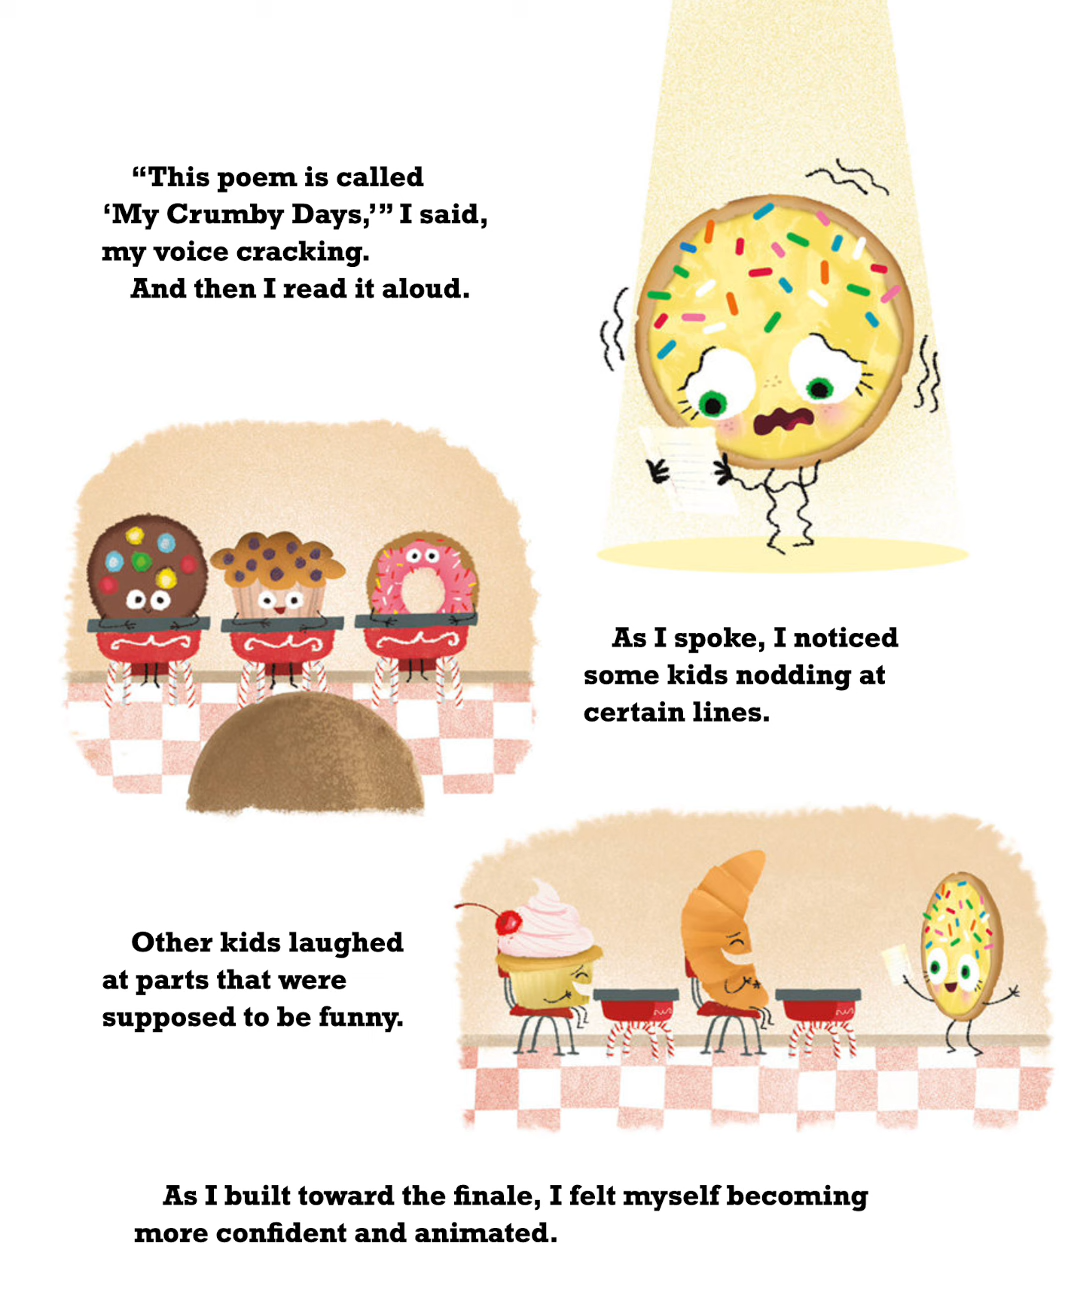 “This poem is called
‘My Crumby Days,’” I said,
my voice cracking.
And then I read it aloud.
As I spoke, I noticed
some kids nodding at
certain lines.
Other kids laughed
at parts that were
supposed to be funny.
As I built toward the finale, I felt myself becoming
more confident and animated.